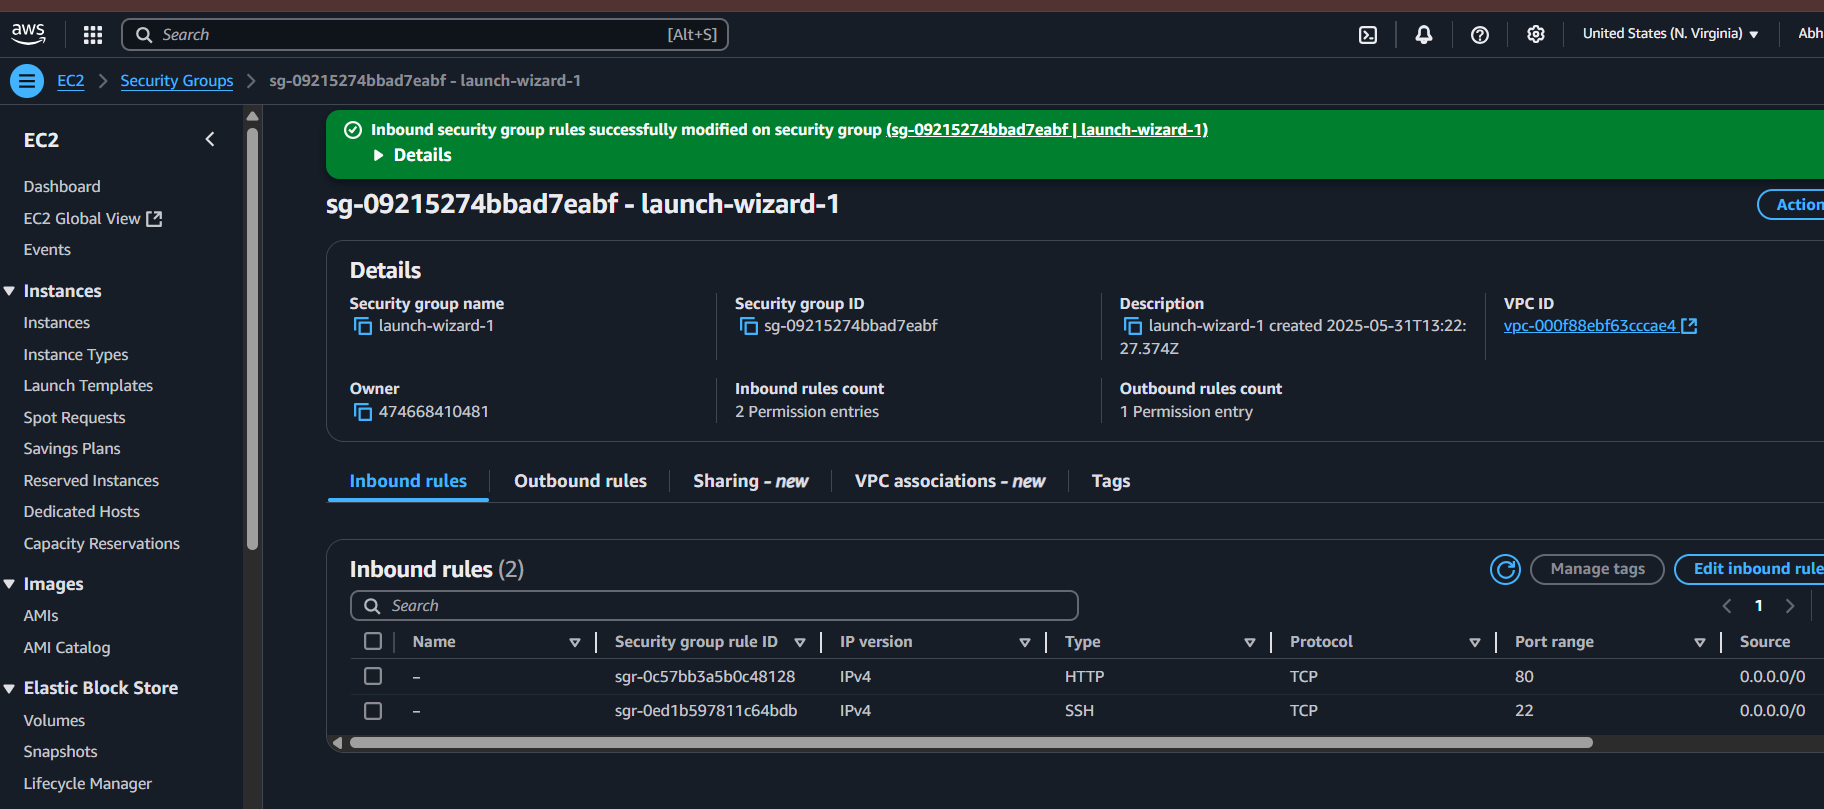 aws
Search [Alt+S]
United States (N. Virginia) Abh
EC2 Security Groups sg-09215274bbad7eabf - launch-wizard-1
EC2
Dashboard
EC2 Global View
Events
Instances
Instances
Instance Types
Launch Templates
Spot Requests
Savings Plans
Reserved Instances
Dedicated Hosts
Capacity Reservations
Images
AMIs
AMI Catalog
Elastic Block Store
Volumes
Snapshots
Lifecycle Manager
Inbound security group rules successfully modified on security group (sg-09215274bbad7eabf | launch-wizard-1)
Details
sg-09215274bbad7eabf - launch-wizard-1
Action
Details
Security group name
launch-wizard-1
Security group ID
sg-09215274bbad7eabf
Description
launch-wizard-1 created 2025-05-31T13:22:
27.374Z
VPC ID
vpc-000f88ebf63cccae4
Owner
474668410481
Inbound rules count
2 Permission entries
Outbound rules count
1 Permission entry
Inbound rules Outbound rules Sharing - new VPC associations - new Tags
Inbound rules (2)
Manage tags Edit inbound rule
Search
1
Name Security group rule ID IP version Type Protocol Port range Source
– sgr-0c57bb3a5b0c48128 IPv4 HTTP TCP 80 0.0.0.0/0
– sgr-0ed1b597811c64bdb IPv4 SSH TCP 22 0.0.0.0/0